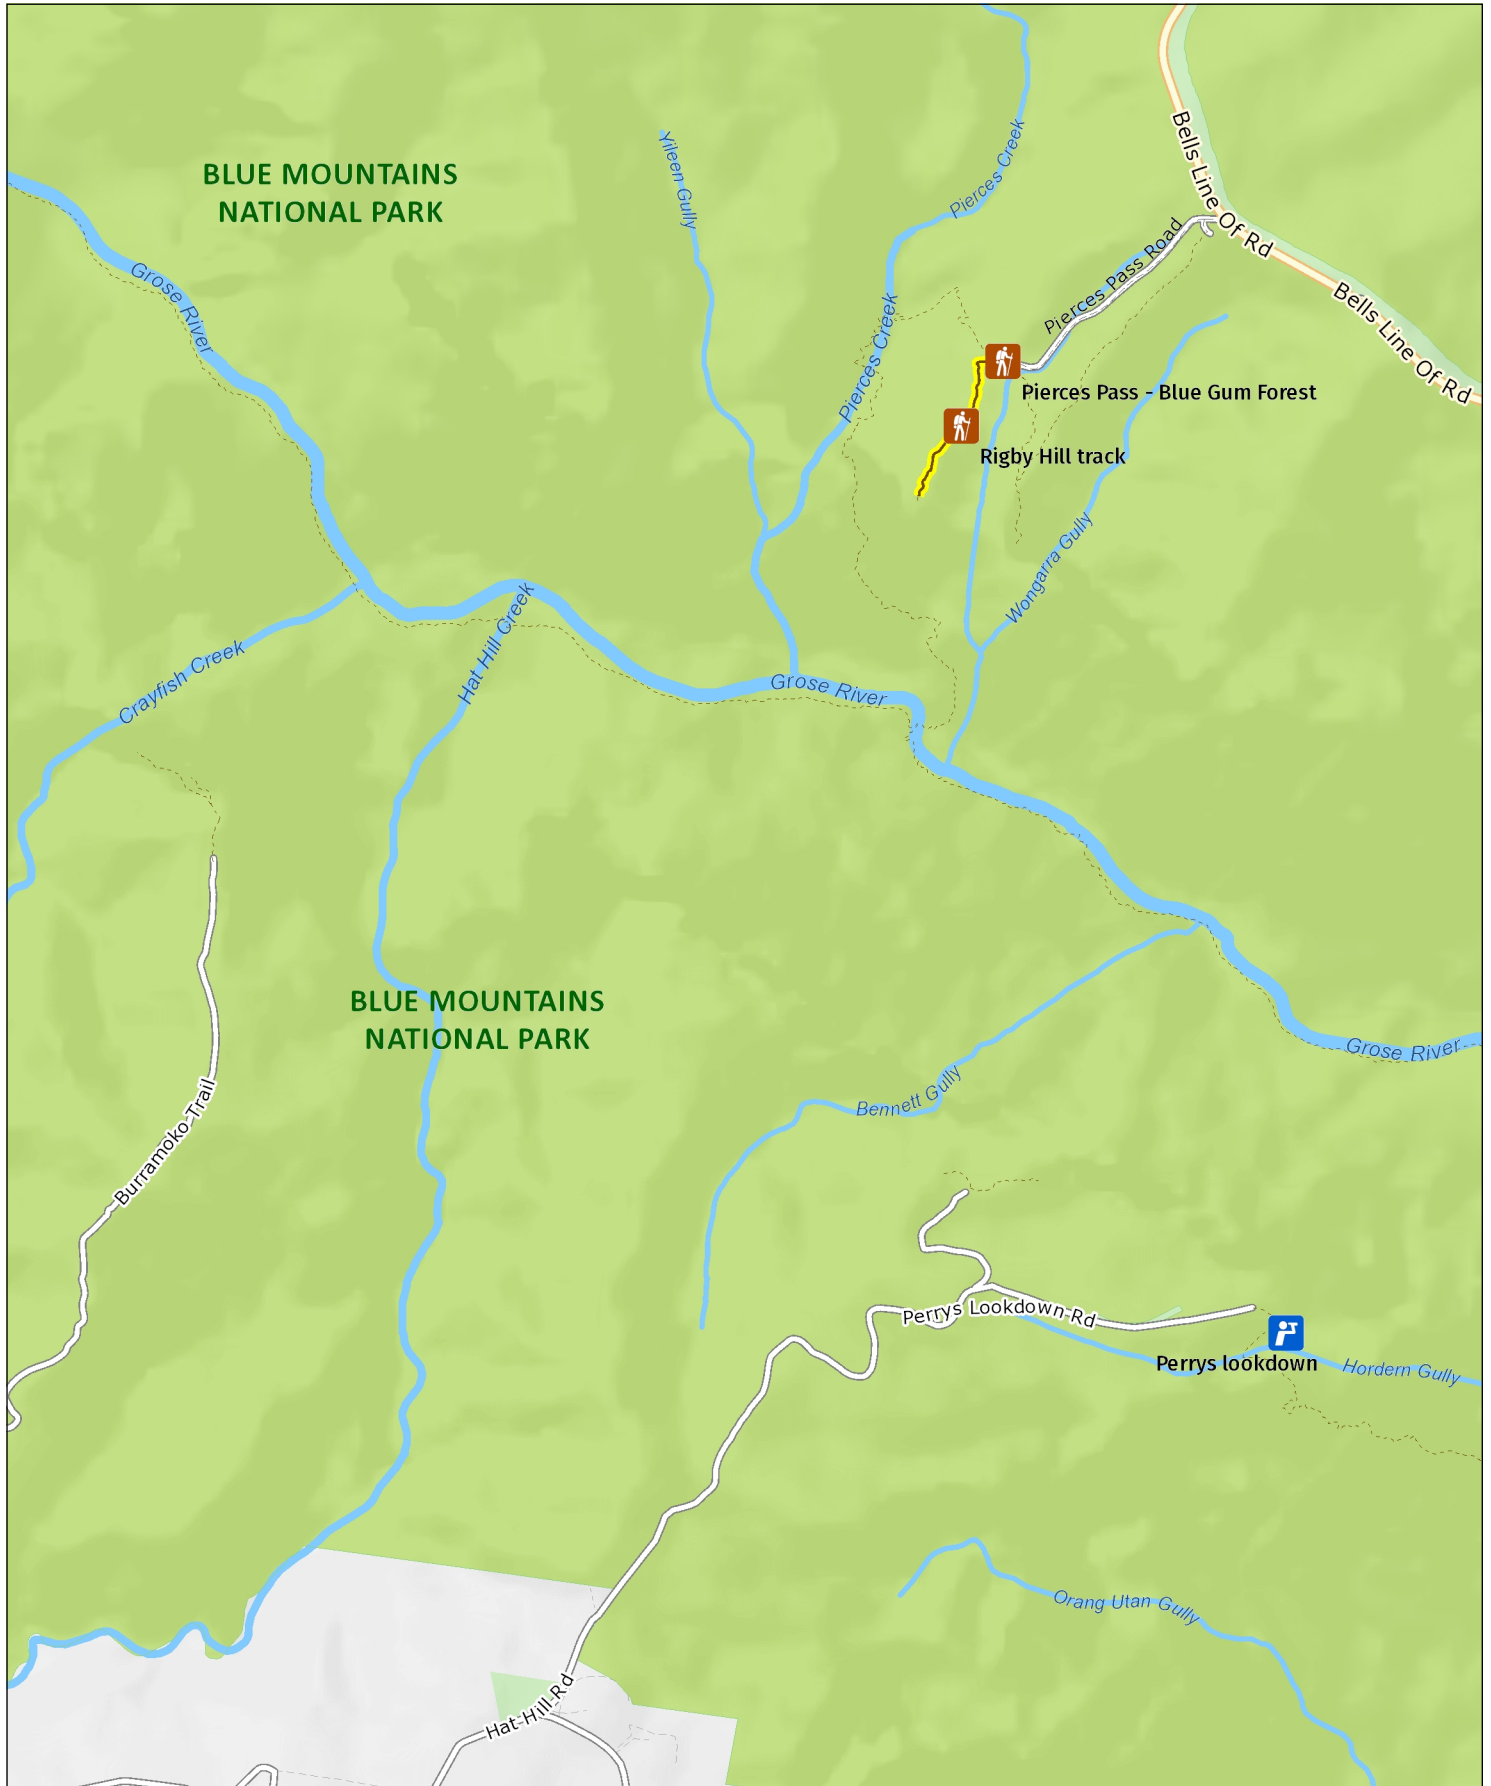 Yileen Gully
Pierces Creek
Bells Line Of Rd
BLUE MOUNTAINS
NATIONAL PARK
Grose River
Pierces Pass Road
Bells Line Of Rd
Pierces Creek
Pierces Pass - Blue Gum Forest
Rigby Hill track
Wongarra Gully
Hat Hill Creek
Crayfish Creek
Grose River
BLUE MOUNTAINS
NATIONAL PARK
Grose River
Bennett Gully
Burramoko Trail
Perrys Lookdown Rd
Perrys lookdown
Hordern Gully
Orang Utan Gully
Hat Hill Rd